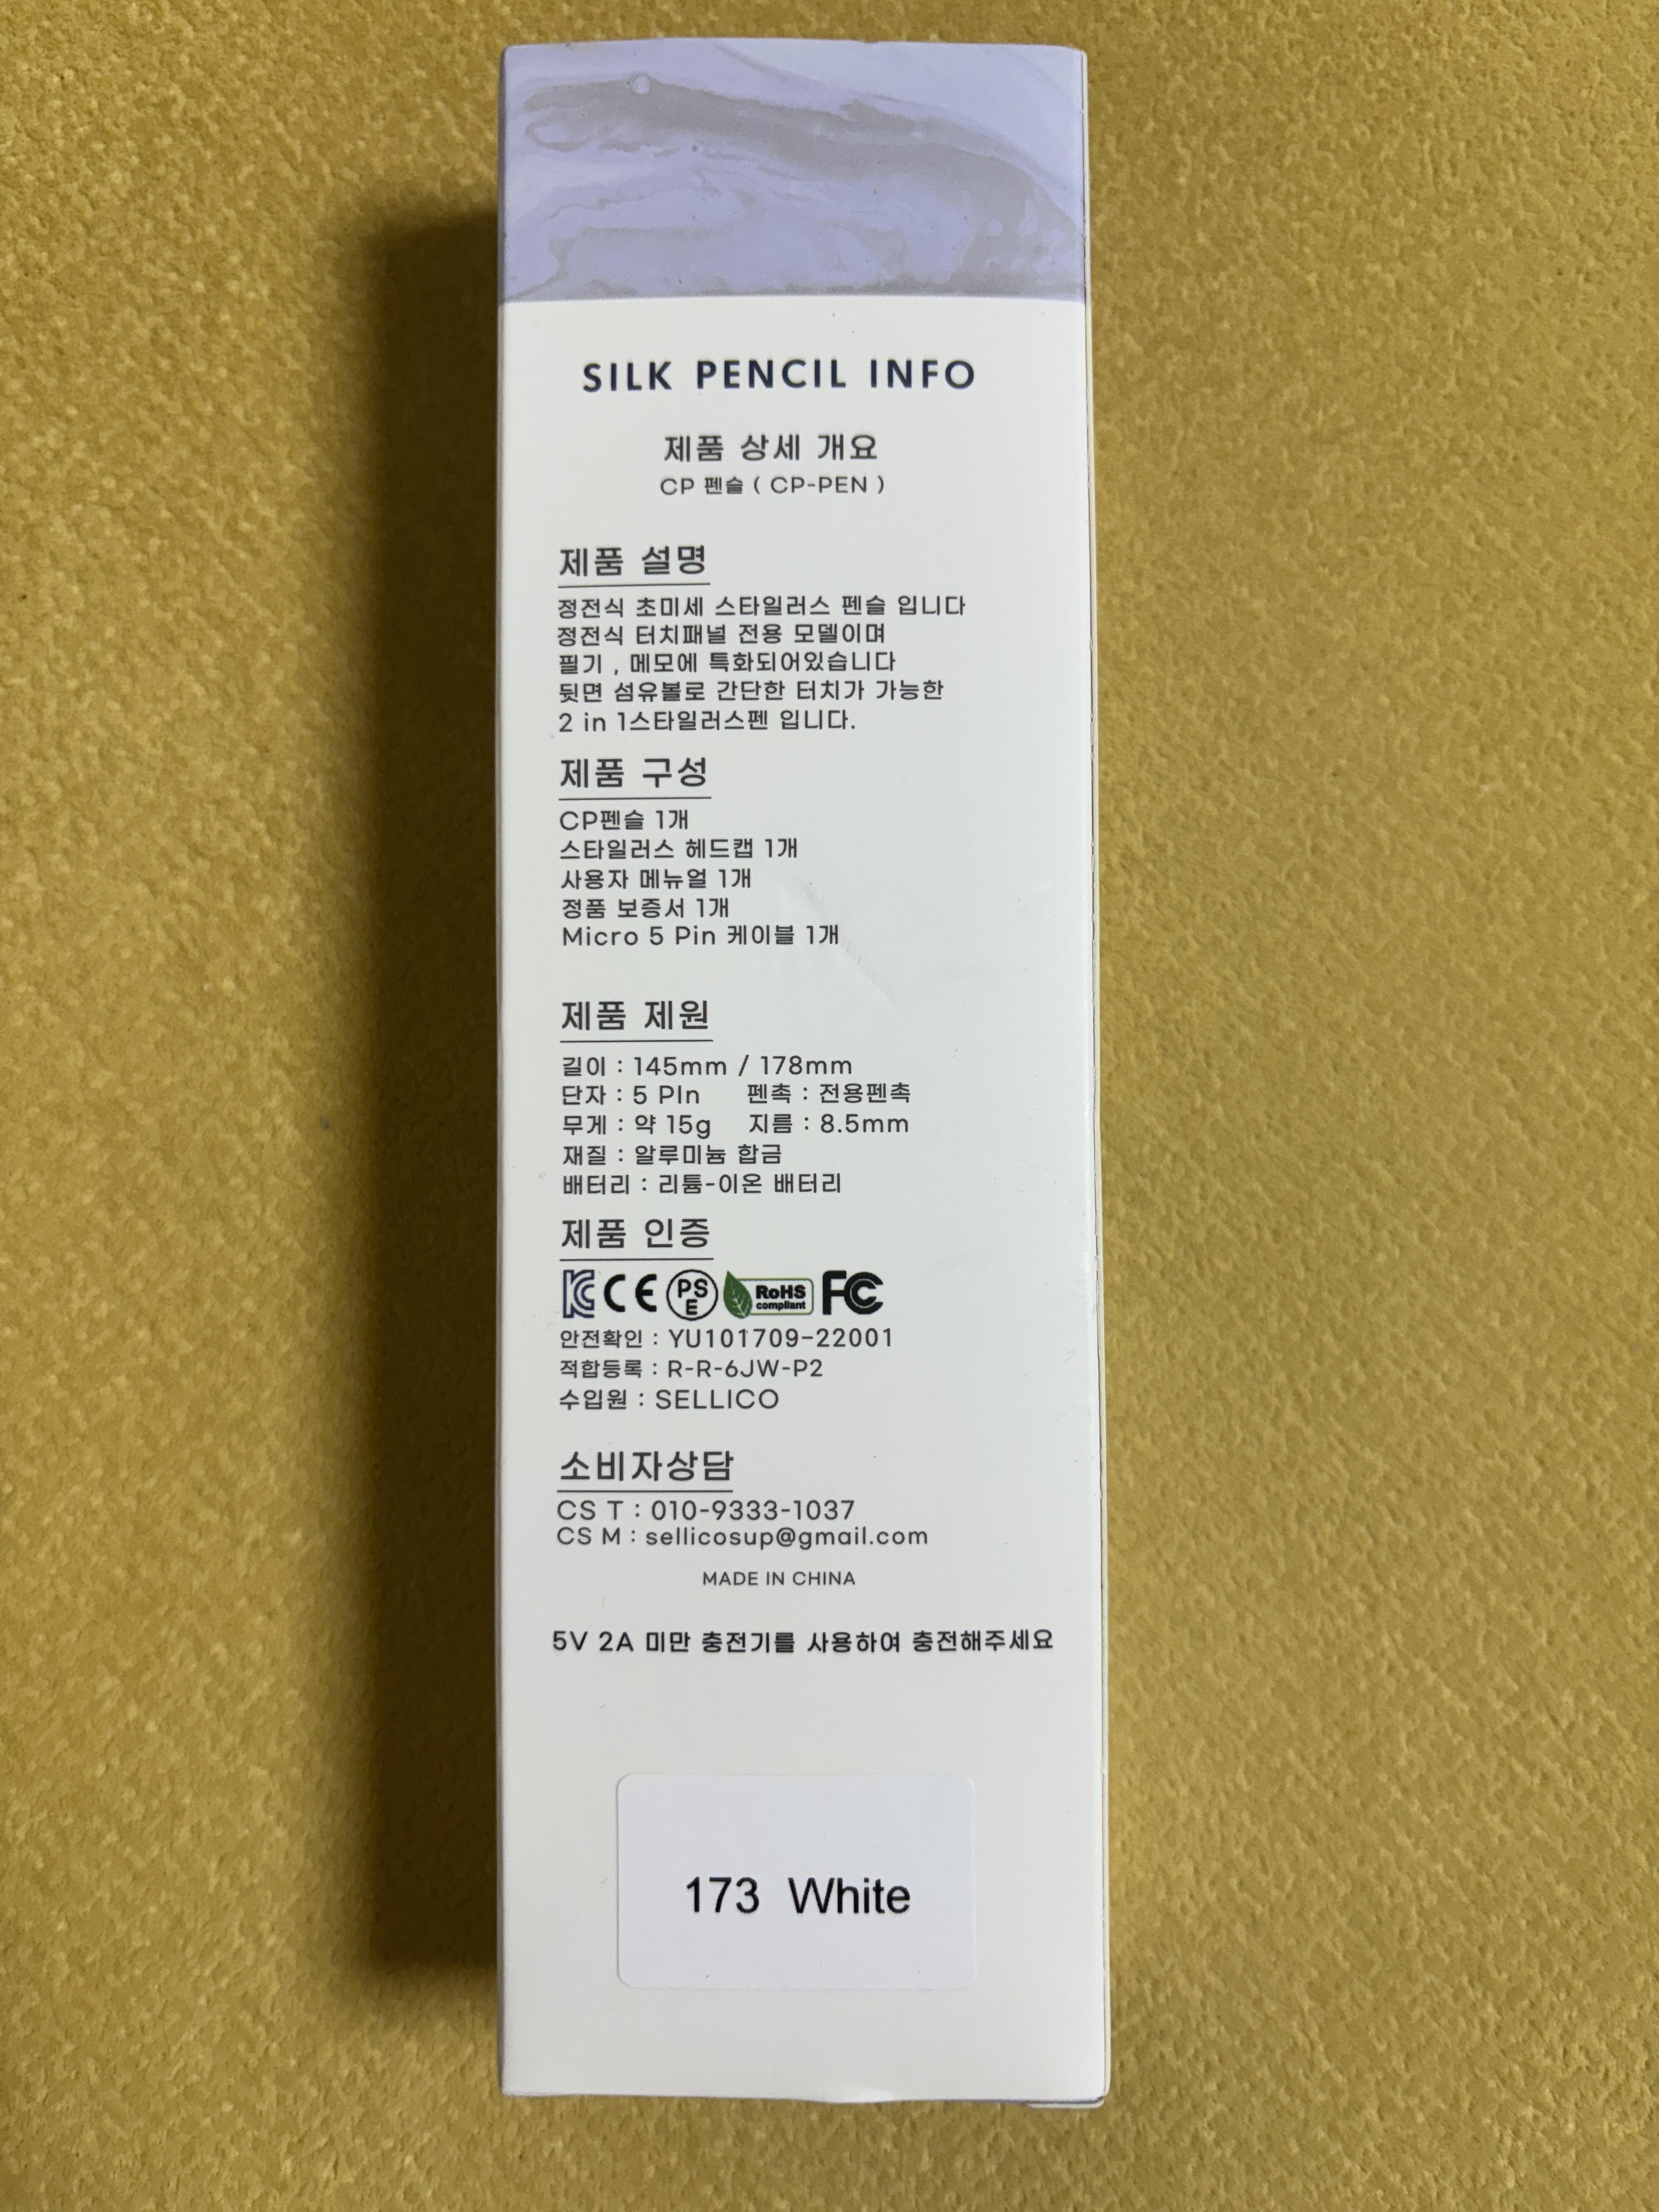 SILK PENCIL INFO
제품 상세 개요
CP 펜슬 ( CP-PEN )
제품 설명
정전식 초미세 스타일러스 펜슬 입니다
정전식 터치패널 전용 모델이며
필기 , 메모에 특화되어있습니다
뒷면 섬유볼로 간단한 터치가 가능한
2 in 1스타일러스펜 입니다.
제품 구성
CP펜슬 1개
스타일러스 헤드캡 1개
사용자 메뉴얼 1개
정품 보증서 1개
Micro 5 Pin 케이블 1개
제품 제원
길이 : 145mm / 178mm
단자 : 5 PIn 펜촉 : 전용펜촉
무게 : 약 15g 지름 : 8.5mm
재질 : 알루미늄 합금
배터리 : 리튬-이온 배터리
제품 인증
KC CE PSE RoHS compliant FC
안전확인 : YU101709-22001
적합등록 : R-R-6JW-P2
수입원 : SELLICO
소비자상담
CS T : 010-9333-1037
CS M : sellicosup@gmail.com
MADE IN CHINA
5V 2A 미만 충전기를 사용하여 충전해주세요
173 White